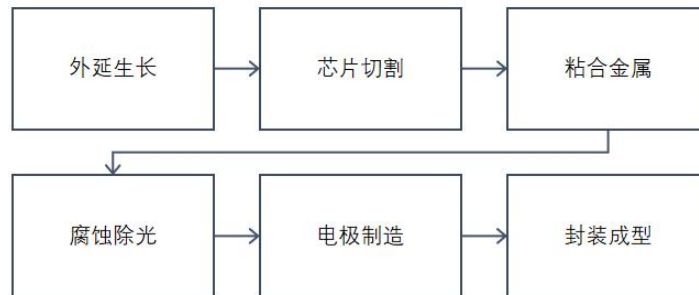 外延生长
芯片切割
粘合金属
腐蚀除光
电极制造
封装成型